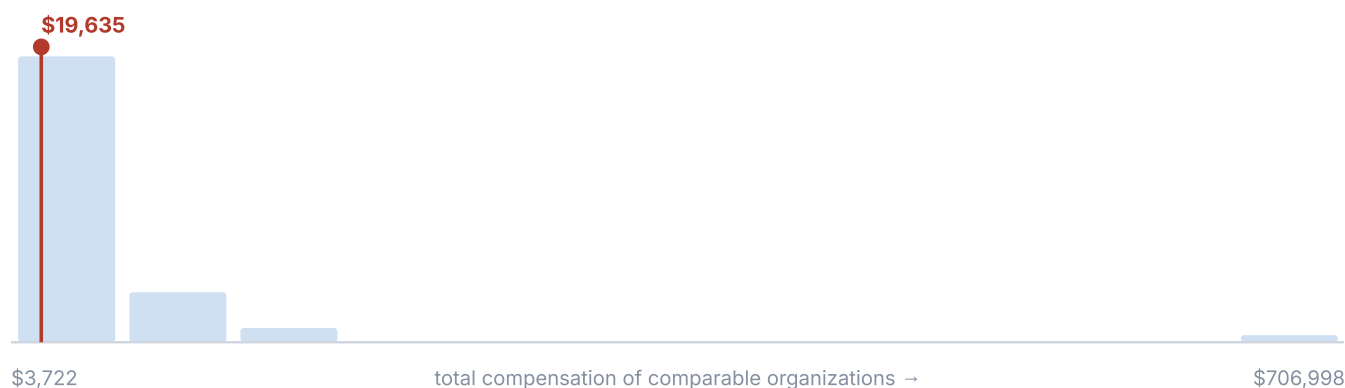 $19,635
$3,722
total compensation of comparable organizations →
$706,998